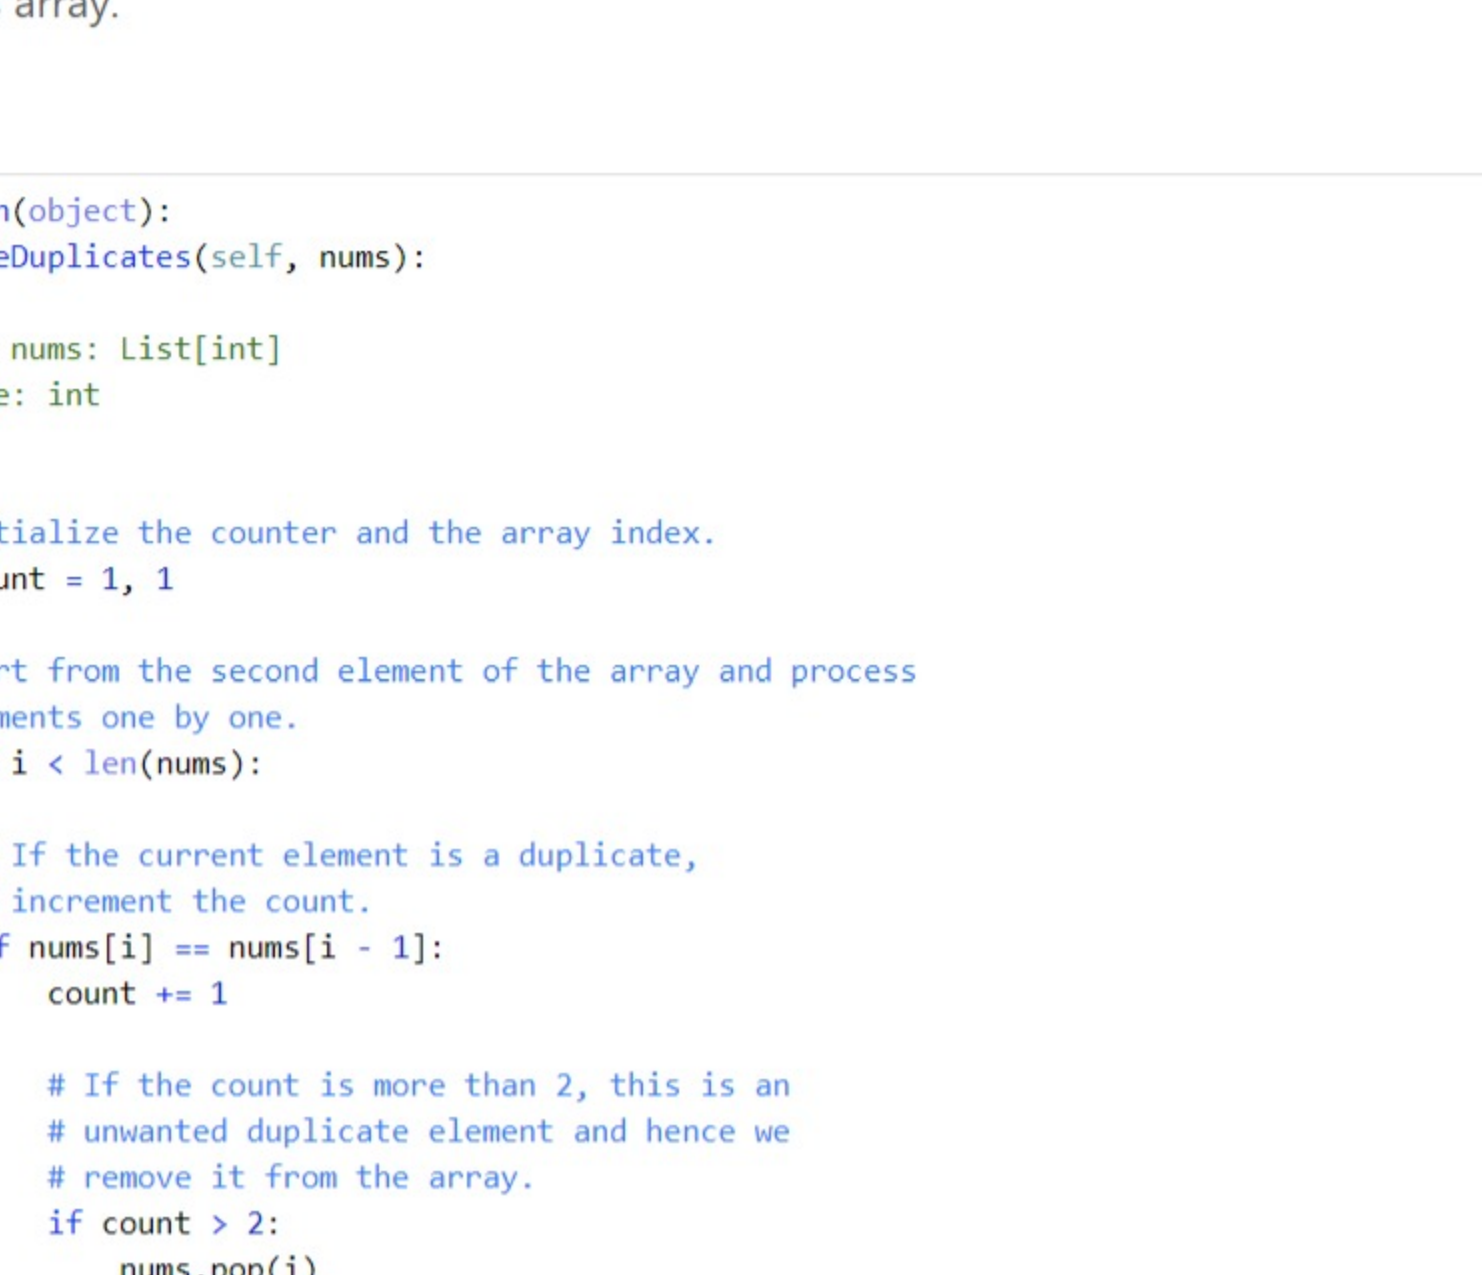 array.
(object):
Duplicates(self, nums):
nums: List[int]
e: int
tialize the counter and the array index.
unt = 1, 1
rt from the second element of the array and process
ments one by one.
i < len(nums):
If the current element is a duplicate,
increment the count.
f nums[i] == nums[i - 1]:
count += 1
# If the count is more than 2, this is an
# unwanted duplicate element and hence we
# remove it from the array.
if count > 2:
nums.pop(i)